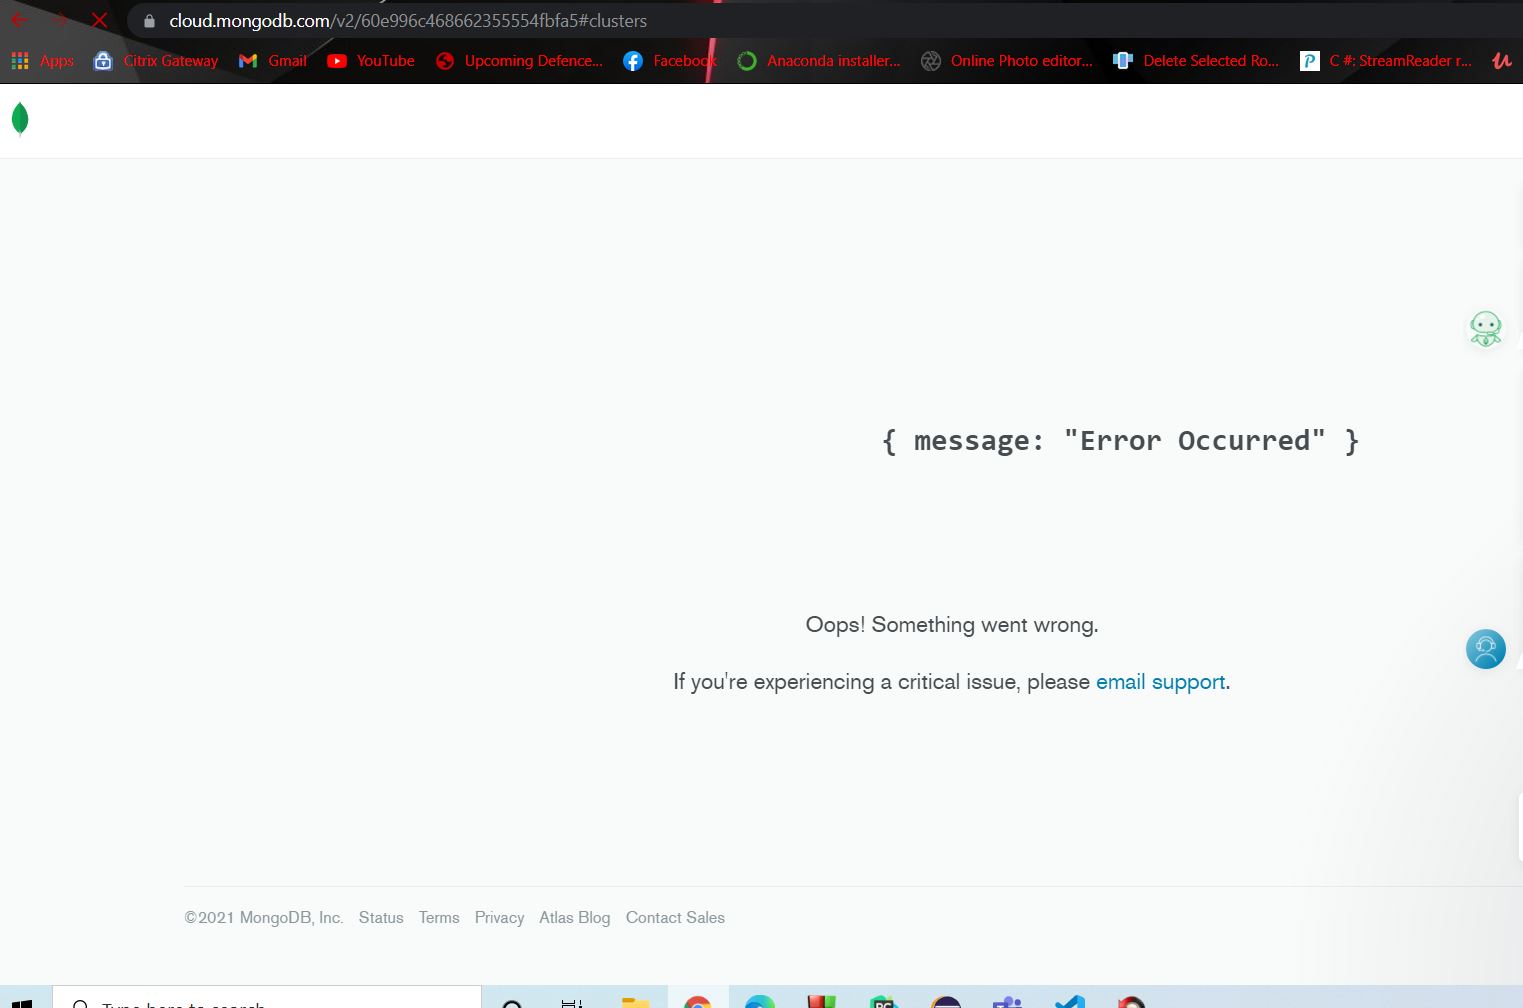 cloud.mongodb.com/v2/60e996c468662355554fbfa5#clusters
Apps Citrix Gateway Gmail YouTube Upcoming Defence... Facebook Anaconda installer... Online Photo editor... Delete Selected Ro... C #: StreamReader r...
{ message: "Error Occurred" }
Oops! Something went wrong.
If you're experiencing a critical issue, please email support.
©2021 MongoDB, Inc. Status Terms Privacy Atlas Blog Contact Sales
Type here to search